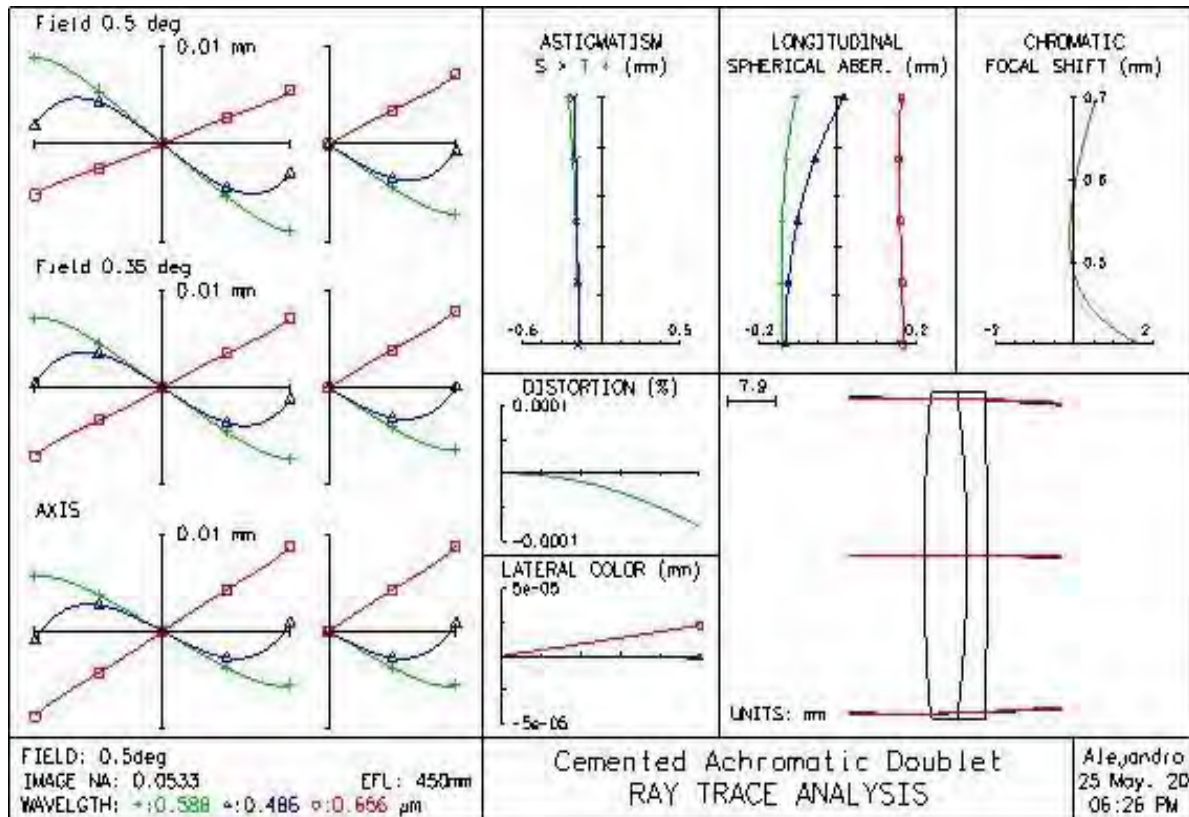 Field 0.5 deg
0.01 mm
Field 0.35 deg
0.01 mm
AXIS
0.01 mm
ASTIGMATISM
S × T + (mm)
-0.6
0.5
LONGITUDINAL
SPHERICAL ABER. (mm)
-0.2
0.2
CHROMATIC
FOCAL SHIFT (mm)
0.7
0.6
0.5
2
DISTORTION (%)
0.0001
-0.0001
LATERAL COLOR (mm)
5e-05
-5e-05
7.9
UNITS: mm
FIELD: 0.5deg
IMAGE NA: 0.0533 EFL: 450mm
WAVELGTH: +:0.588 ▵:0.486 □:0.656 µm
Cemented Achromatic Doublet
RAY TRACE ANALYSIS
Alejandro
25 May, 20
06:26 PM